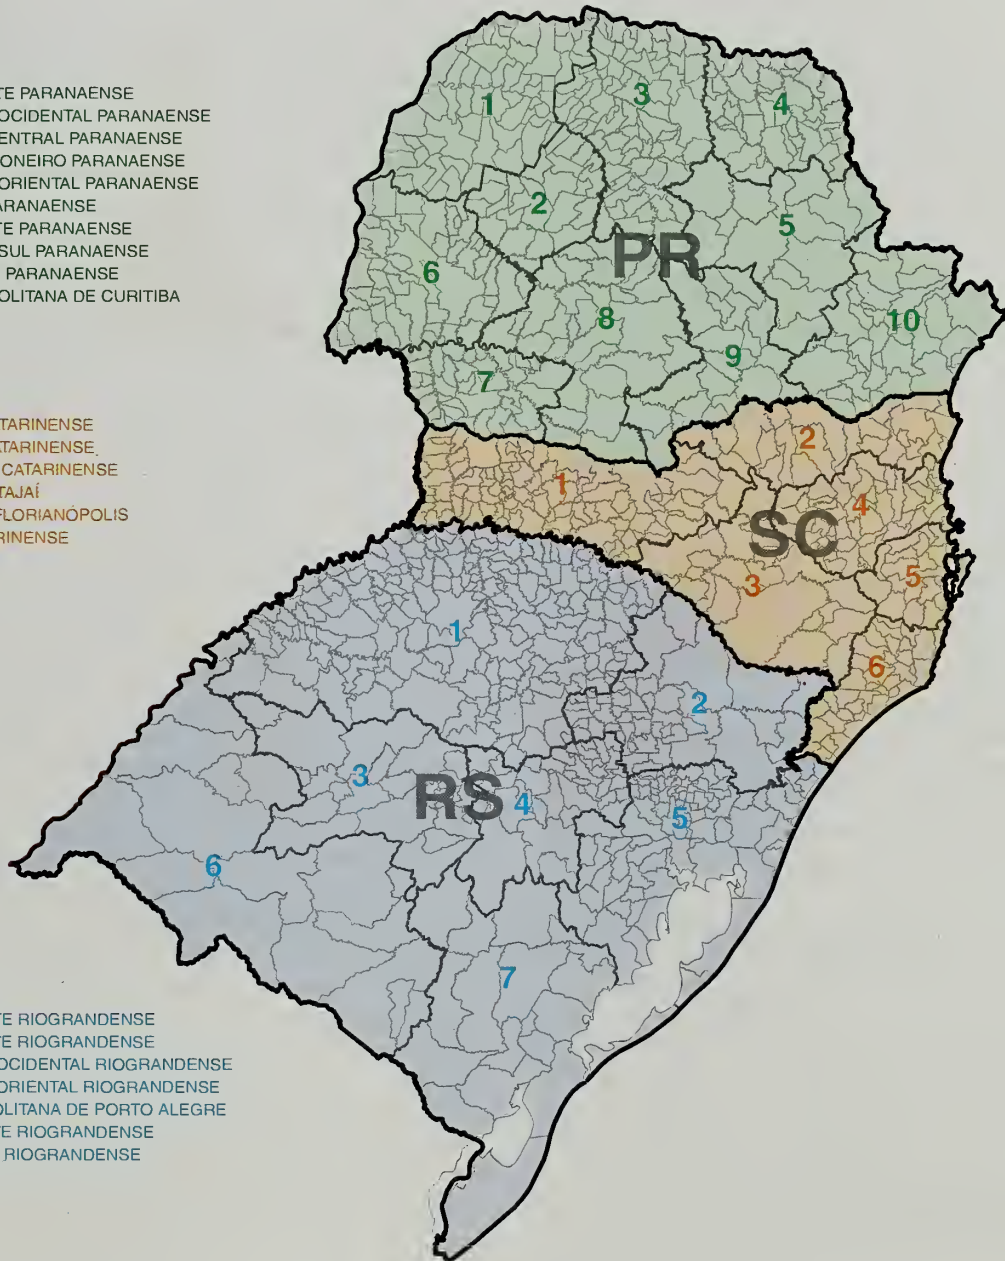 TE PARANAENSE
OCIDENTAL PARANAENSE
ENTRAL PARANAENSE
ONEIRO PARANAENSE
ORIENTAL PARANAENSE
ARANAENSE
TE PARANAENSE
SUL PARANAENSE
PARANAENSE
OLITANA DE CURITIBA
1
3
4
2
5
PR
6
8
10
9
7
TARINENSE
ATARINENSE
CATARINENSE
TAJAÍ
FLORIANÓPOLIS
RINENSE
2
1
4
SC
5
3
6
1
2
3
RS
4
5
6
7
TE RIOGRANDENSE
TE RIOGRANDENSE
OCIDENTAL RIOGRANDENSE
ORIENTAL RIOGRANDENSE
OLITANA DE PORTO ALEGRE
TE RIOGRANDENSE
RIOGRANDENSE